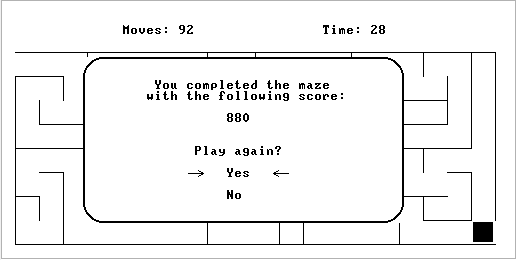 Moves: 92 Time: 28
You completed the maze
with the following score:
880
Play again?
Yes
No